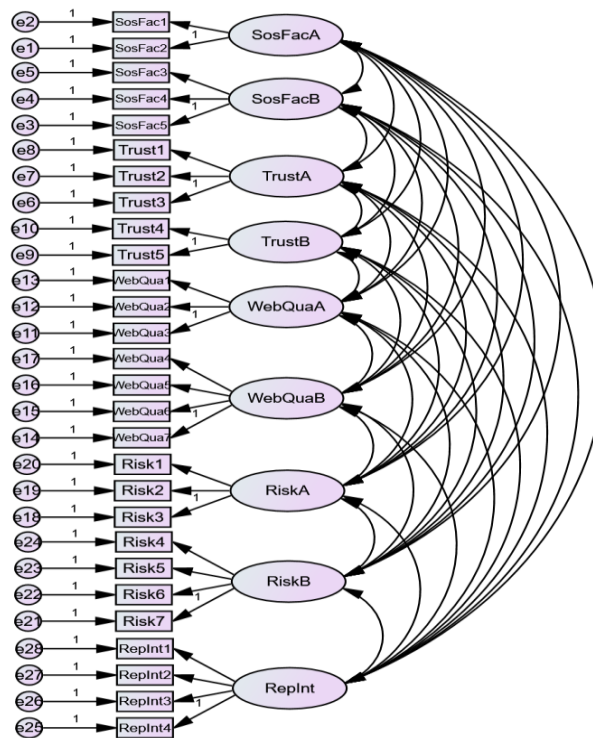 e2 1 SosFac1 SosFacA
e1 1 SosFac2 1
e5 1 SosFac3
e4 1 SosFac4 SosFacB
e3 1 SosFac5 1
e8 1 Trust1
e7 1 Trust2 TrustA
e6 1 Trust3 1
e10 1 Trust4 TrustB
e9 1 Trust5 1
e13 1 WebQua1
e12 1 WebQua2 WebQuaA
e11 1 WebQua3 1
e17 1 WebQua4
e16 1 WebQua5 WebQuaB
e15 1 WebQua6
e14 1 WebQua7 1
e20 1 Risk1
e19 1 Risk2 RiskA
e18 1 Risk3 1
e24 1 Risk4
e23 1 Risk5 RiskB
e22 1 Risk6
e21 1 Risk7 1
e28 1 RepInt1
e27 1 RepInt2 RepInt
e26 1 RepInt3
e25 1 RepInt4 1